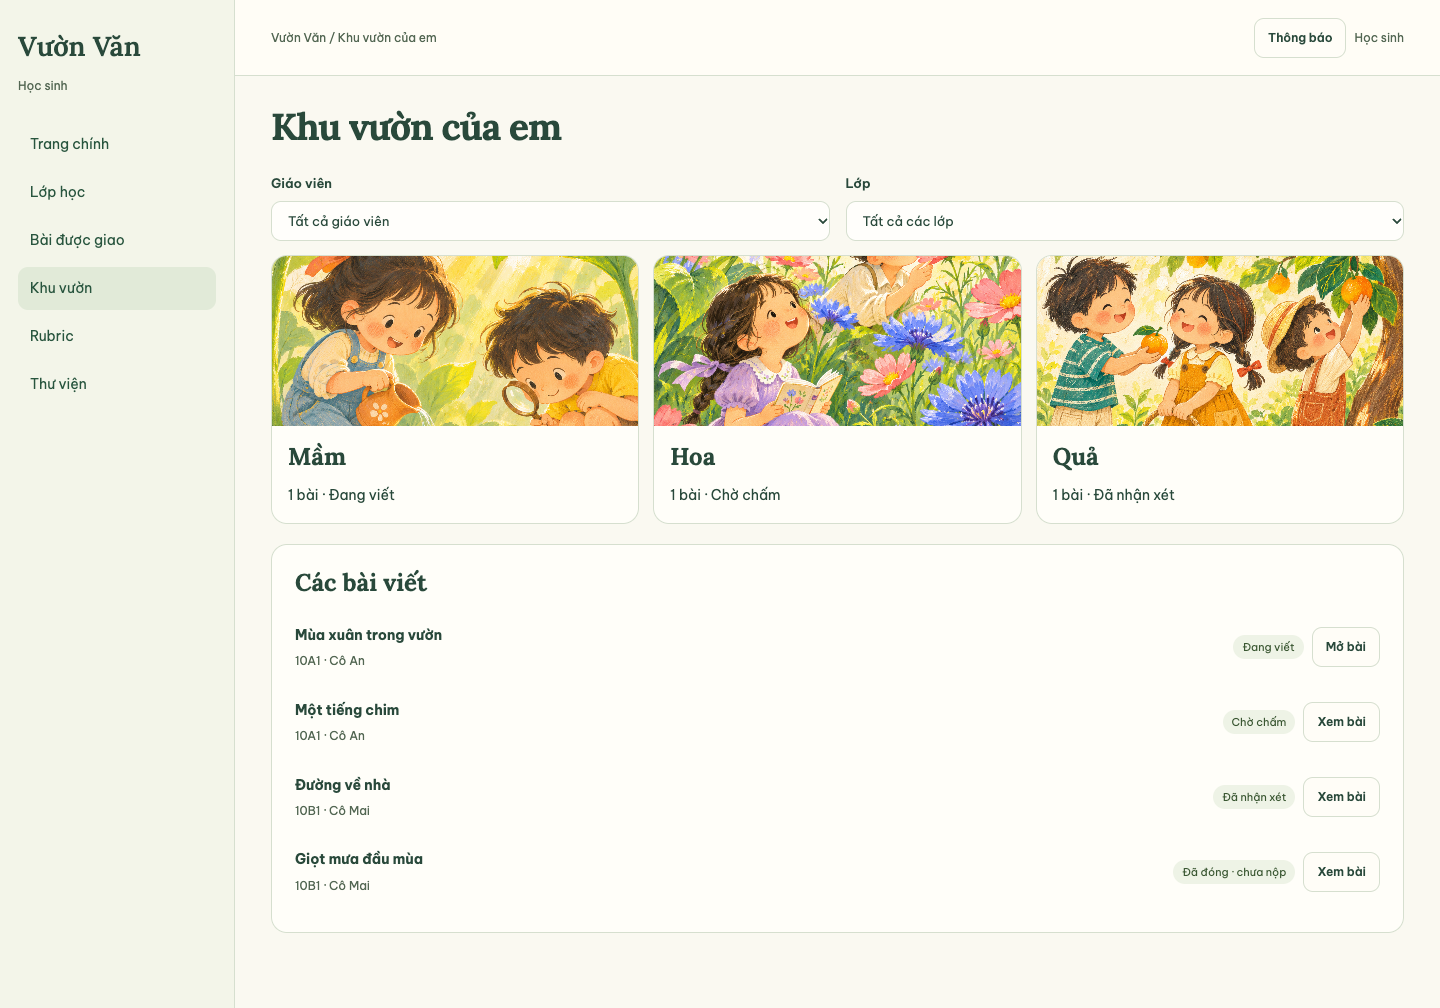 Vườn Văn
Học sinh
Trang chính
Lớp học
Bài được giao
Khu vườn
Rubric
Thư viện
Vườn Văn / Khu vườn của em
Thông báo
Học sinh
Khu vườn của em
Giáo viên
Lớp
Tất cả giáo viên
Tất cả các lớp
Mầm
1 bài · Đang viết
Hoa
1 bài · Chờ chấm
Quả
1 bài · Đã nhận xét
Các bài viết
Mùa xuân trong vườn
10A1 · Cô An
Đang viết
Mở bài
Một tiếng chim
10A1 · Cô An
Chờ chấm
Xem bài
Đường về nhà
10B1 · Cô Mai
Đã nhận xét
Xem bài
Giọt mưa đầu mùa
10B1 · Cô Mai
Đã đóng · chưa nộp
Xem bài